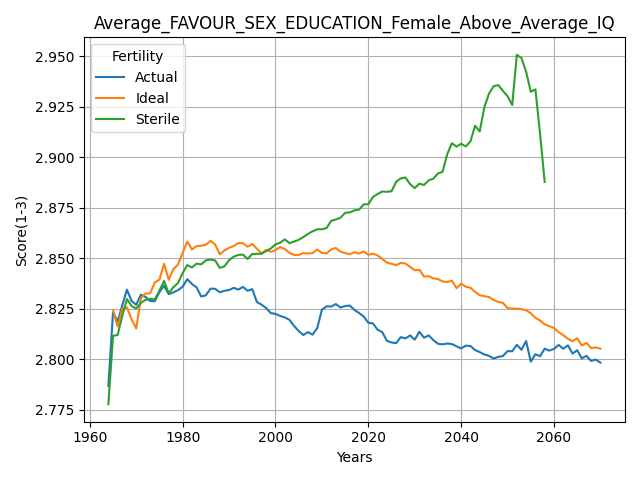 Average_FAVOUR_SEX_EDUCATION_Female_Above_Average_IQ
Fertility
Actual
Ideal
Sterile
Score(1-3)
2.950
2.925
2.900
2.875
2.850
2.825
2.800
2.775
1960 1980 2000 2020 2040 2060
Years